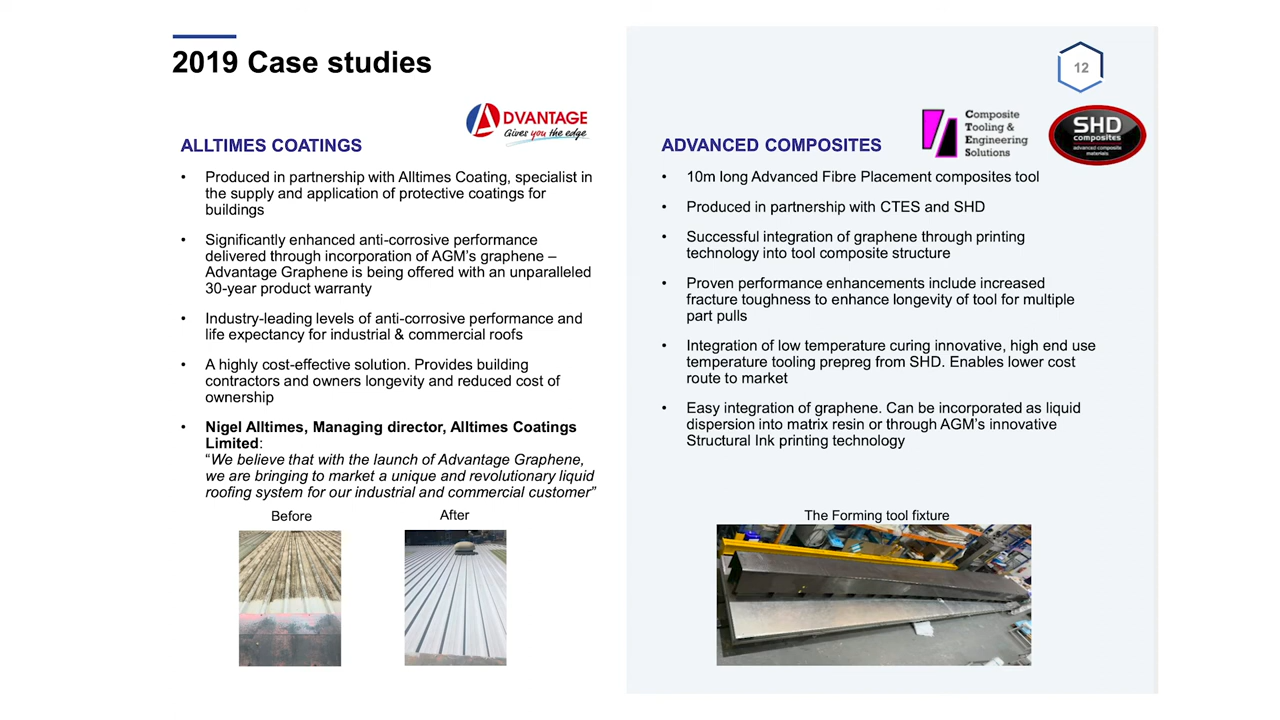 2019 Case studies
12
ADVANTAGE
Gives you the edge
ALLTIMES COATINGS
• Produced in partnership with Alltimes Coating, specialist in
the supply and application of protective coatings for
buildings
• Significantly enhanced anti-corrosive performance
delivered through incorporation of AGM’s graphene –
Advantage Graphene is being offered with an unparalleled
30-year product warranty
• Industry-leading levels of anti-corrosive performance and
life expectancy for industrial & commercial roofs
• A highly cost-effective solution. Provides building
contractors and owners longevity and reduced cost of
ownership
• Nigel Alltimes, Managing director, Alltimes Coatings
Limited:
“We believe that with the launch of Advantage Graphene,
we are bringing to market a unique and revolutionary liquid
roofing system for our industrial and commercial customer”
Before
After
Composite
Tooling &
Engineering
Solutions
SHD
composites
advanced composite
materials
ADVANCED COMPOSITES
• 10m long Advanced Fibre Placement composites tool
• Produced in partnership with CTES and SHD
• Successful integration of graphene through printing
technology into tool composite structure
• Proven performance enhancements include increased
fracture toughness to enhance longevity of tool for multiple
part pulls
• Integration of low temperature curing innovative, high end use
temperature tooling prepreg from SHD. Enables lower cost
route to market
• Easy integration of graphene. Can be incorporated as liquid
dispersion into matrix resin or through AGM’s innovative
Structural Ink printing technology
The Forming tool fixture